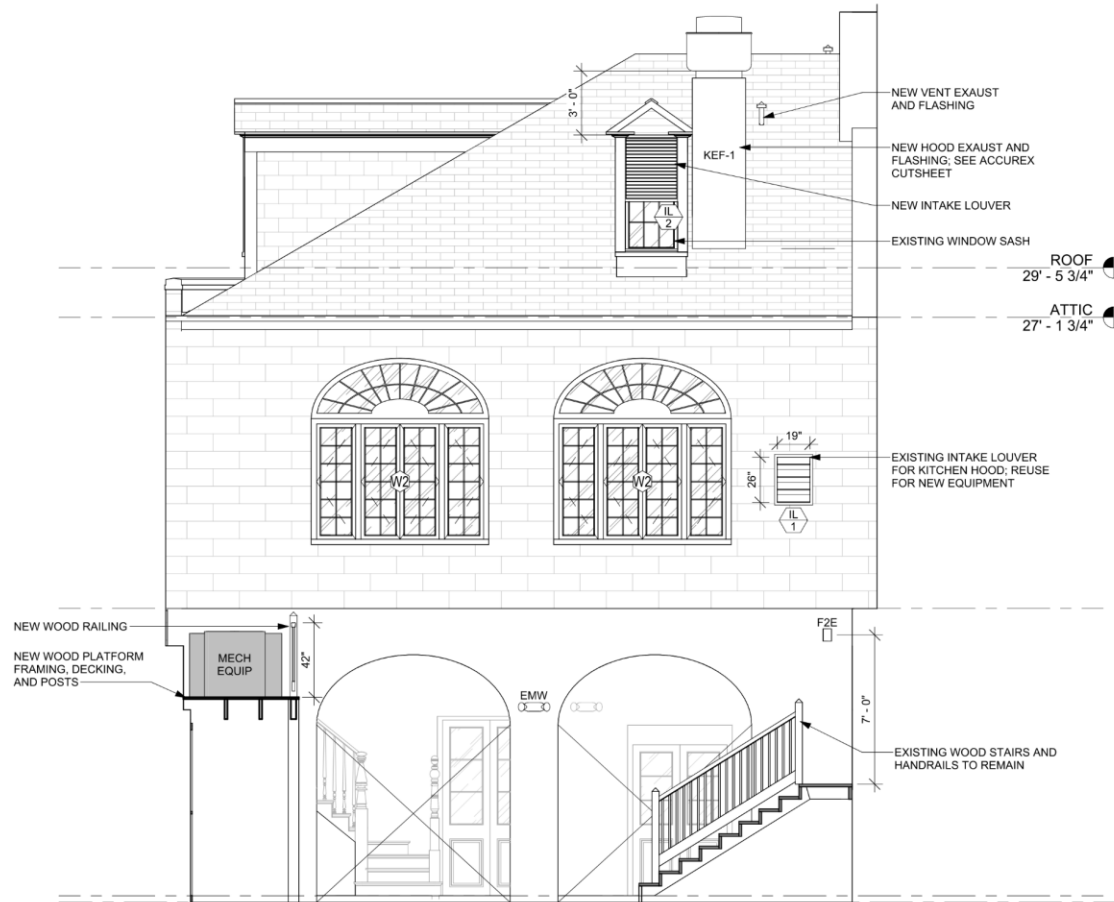 NEW VENT EXAUST
AND FLASHING
3' - 0"
KEF-1
NEW HOOD EXAUST AND
FLASHING; SEE ACCUREX
CUTSHEET
NEW INTAKE LOUVER
IL
2
EXISTING WINDOW SASH
ROOF
29' - 5 3/4"
ATTIC
27' - 1 3/4"
19"
26"
EXISTING INTAKE LOUVER
FOR KITCHEN HOOD; REUSE
FOR NEW EQUIPMENT
W2
W2
IL
1
NEW WOOD RAILING
NEW WOOD PLATFORM
FRAMING, DECKING,
AND POSTS
MECH
EQUIP
42"
EMW
F2E
7' - 0"
EXISTING WOOD STAIRS AND
HANDRAILS TO REMAIN